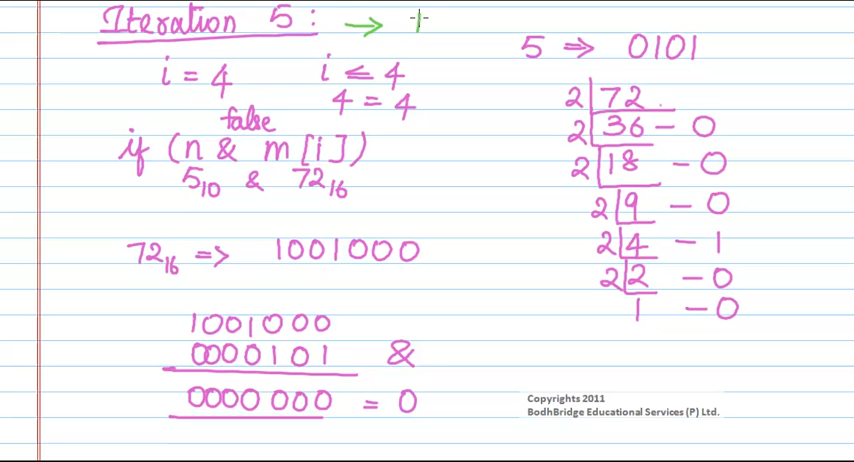 Iteration 5 : →
i = 4 i <= 4
4 = 4
false
if (n & m [i])
5₁₀ & 72₁₆
72₁₆ => 1001000
1001000
0000101 &
0000000 = 0
5 => 0101
2 | 72
2 | 36 - 0
2 | 18 - 0
2 | 9 - 0
2 | 4 - 1
2 | 2 - 0
1 - 0
Copyrights 2011
BodhBridge Educational Services (P) Ltd.